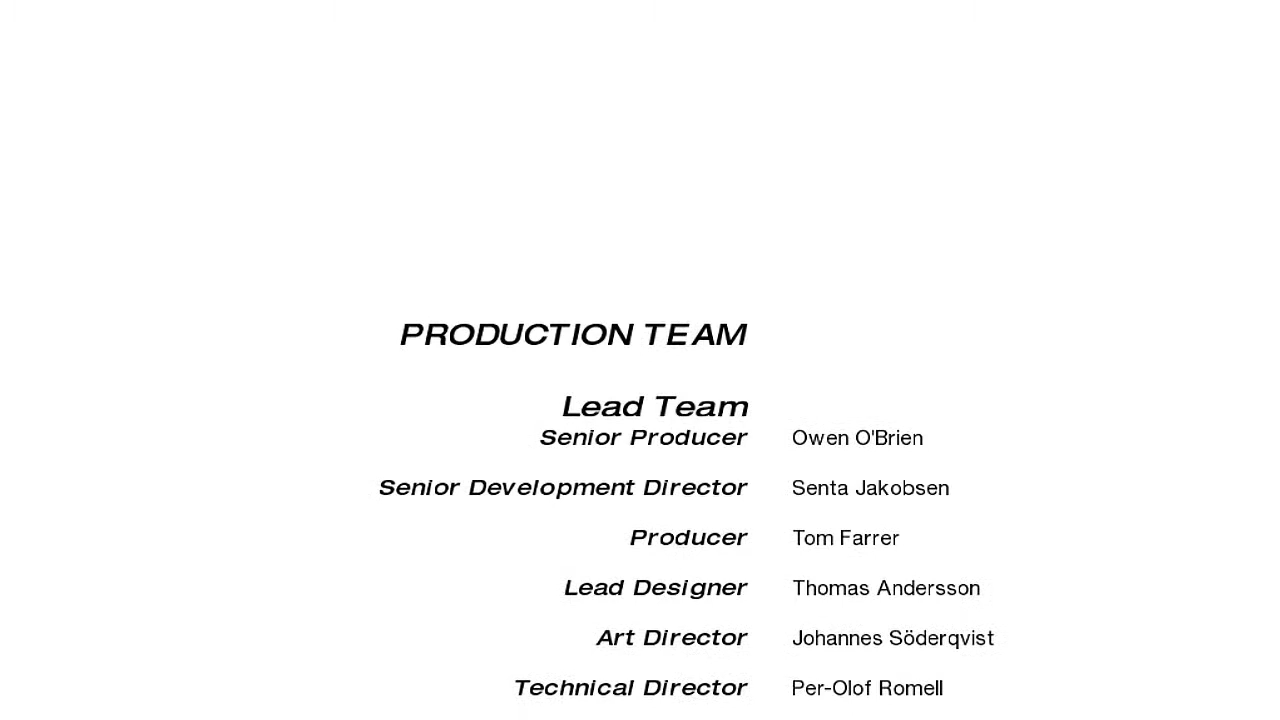 PRODUCTION TEAM
Lead Team
Senior Producer Owen O'Brien
Senior Development Director Senta Jakobsen
Producer Tom Farrer
Lead Designer Thomas Andersson
Art Director Johannes Söderqvist
Technical Director Per-Olof Romell